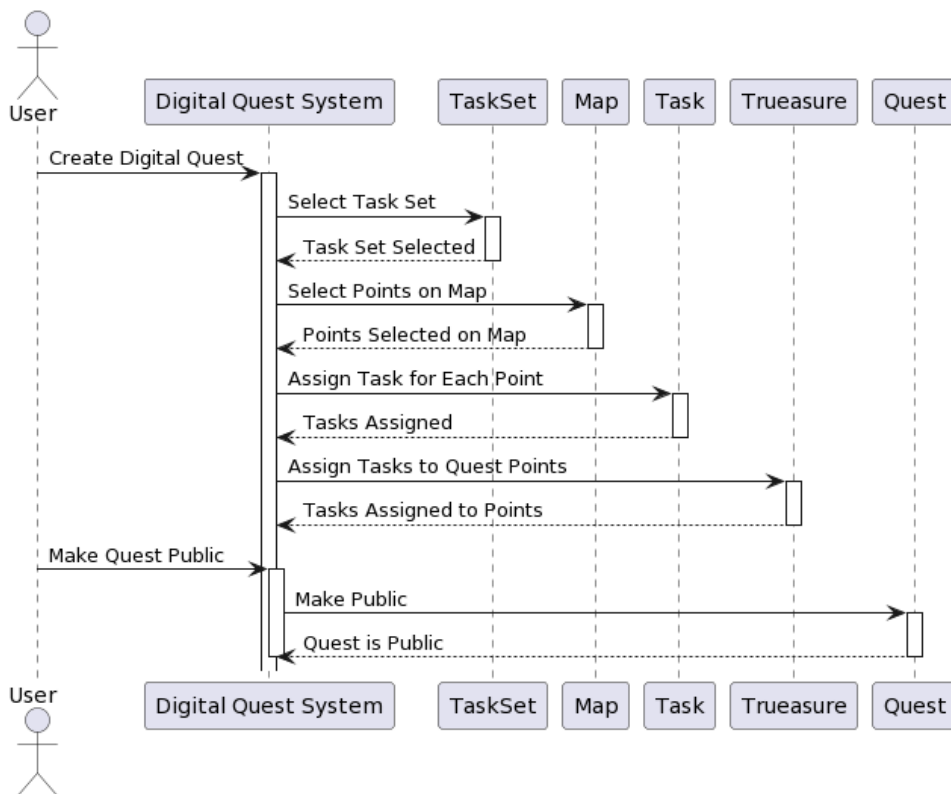 User
Digital Quest System
TaskSet
Map
Task
Trueasure
Quest
Create Digital Quest
Select Task Set
Task Set Selected
Select Points on Map
Points Selected on Map
Assign Task for Each Point
Tasks Assigned
Assign Tasks to Quest Points
Tasks Assigned to Points
Make Quest Public
Make Public
Quest is Public
User
Digital Quest System
TaskSet
Map
Task
Trueasure
Quest